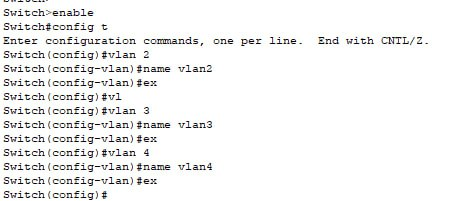 Switch>enable
Switch#config t
Enter configuration commands, one per line.  End with CNTL/Z.
Switch(config)#vlan 2
Switch(config-vlan)#name vlan2
Switch(config-vlan)#ex
Switch(config)#vl
Switch(config)#vlan 3
Switch(config-vlan)#name vlan3
Switch(config-vlan)#ex
Switch(config)#vlan 4
Switch(config-vlan)#name vlan4
Switch(config-vlan)#ex
Switch(config)#